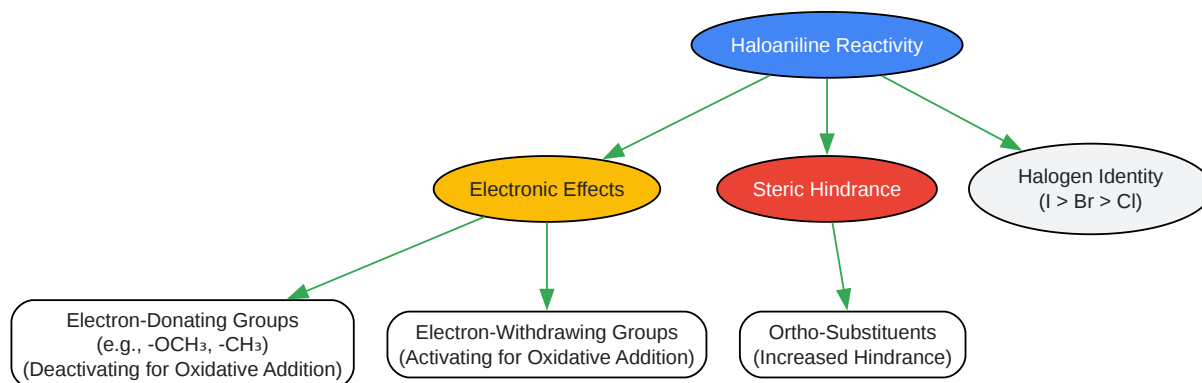 Haloaniline Reactivity
Electronic Effects
Steric Hindrance
Halogen Identity
(I > Br > Cl)
Electron-Donating Groups
(e.g., -OCH₃, -CH₃)
(Deactivating for Oxidative Addition)
Electron-Withdrawing Groups
(Activating for Oxidative Addition)
Ortho-Substituents
(Increased Hindrance)